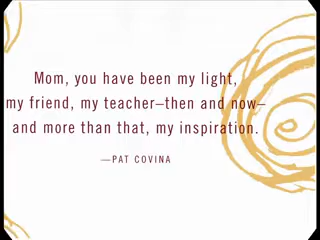 Mom, you have been my light,
my friend, my teacher–then and now–
and more than that, my inspiration.
—PAT COVINA